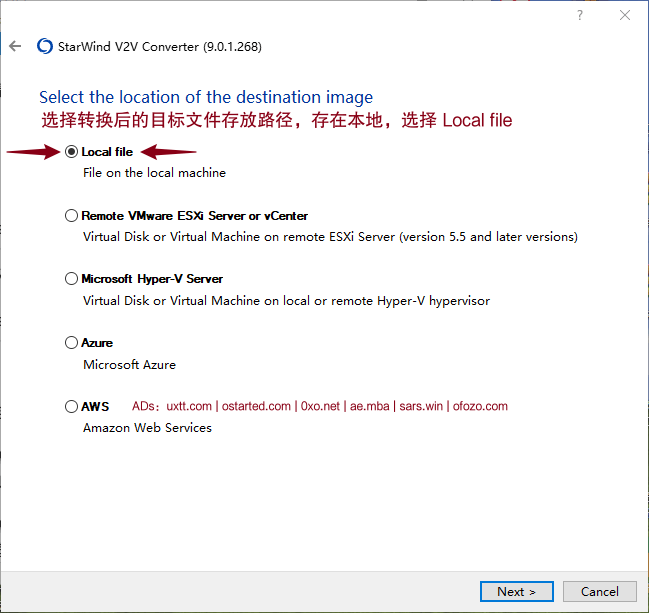 ?
StarWind V2V Converter (9.0.1.268)
Select the location of the destination image
选择转换后的目标文件存放路径，存在本地，选择 Local file
Local file
File on the local machine
Remote VMware ESXi Server or vCenter
Virtual Disk or Virtual Machine on remote ESXi Server (version 5.5 and later versions)
Microsoft Hyper-V Server
Virtual Disk or Virtual Machine on local or remote Hyper-V hypervisor
Azure
Microsoft Azure
AWS ADs：uxtt.com | ostarted.com | 0xo.net | ae.mba | sars.win | ofozo.com
Amazon Web Services
Next > Cancel